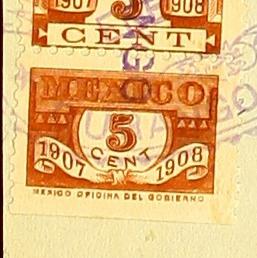 1907 5 1908
CENT
MEXICO
5
1907 CENT 1908
MEXICO OFICINA DEL GOBIERNO